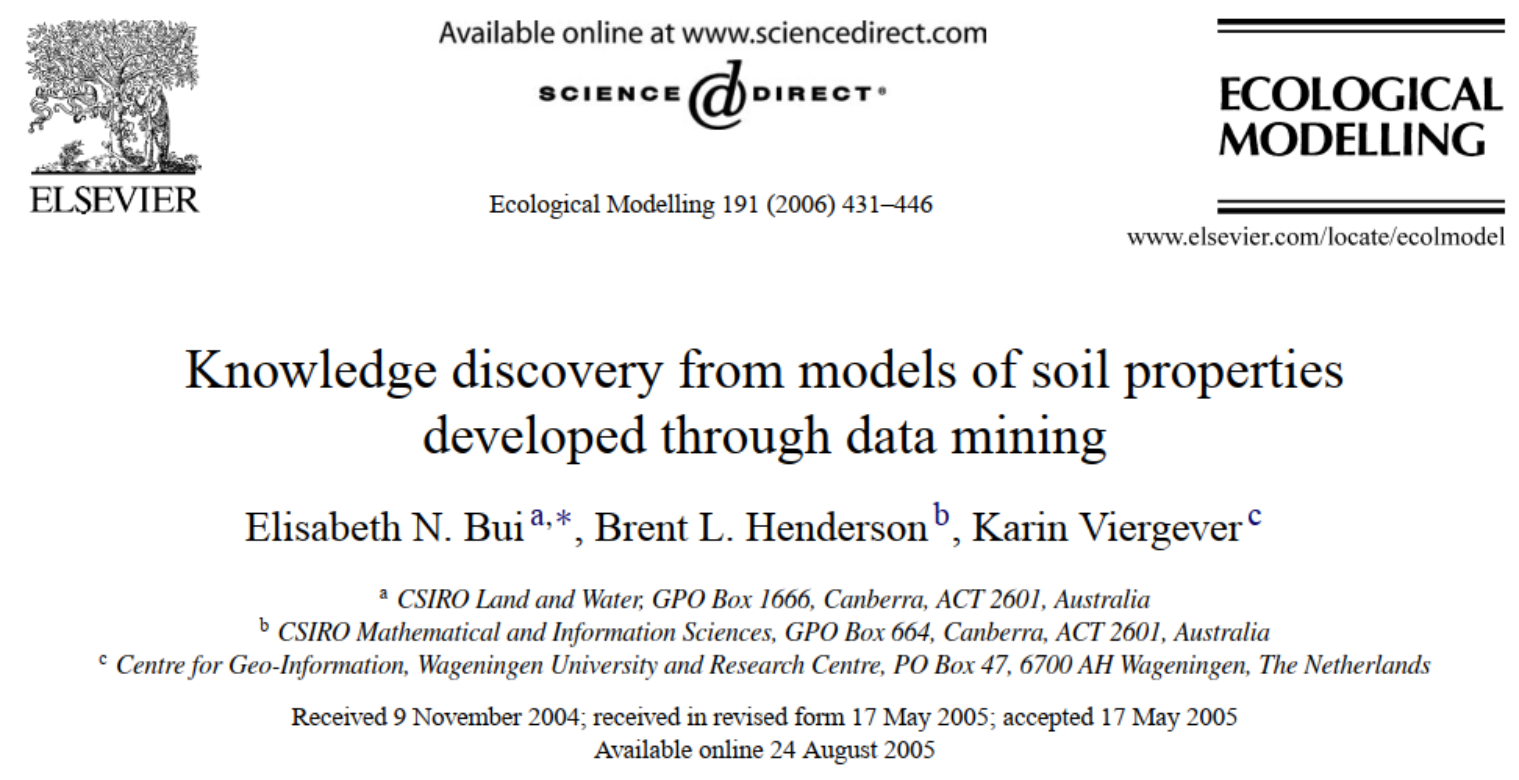 Available online at www.sciencedirect.com
SCIENCE DIRECT®
ECOLOGICAL
MODELLING
ELSEVIER
Ecological Modelling 191 (2006) 431–446
www.elsevier.com/locate/ecolmodel
Knowledge discovery from models of soil properties
developed through data mining
Elisabeth N. Bui a,*, Brent L. Henderson b, Karin Viergever c
a CSIRO Land and Water, GPO Box 1666, Canberra, ACT 2601, Australia
b CSIRO Mathematical and Information Sciences, GPO Box 664, Canberra, ACT 2601, Australia
c Centre for Geo-Information, Wageningen University and Research Centre, PO Box 47, 6700 AH Wageningen, The Netherlands
Received 9 November 2004; received in revised form 17 May 2005; accepted 17 May 2005
Available online 24 August 2005